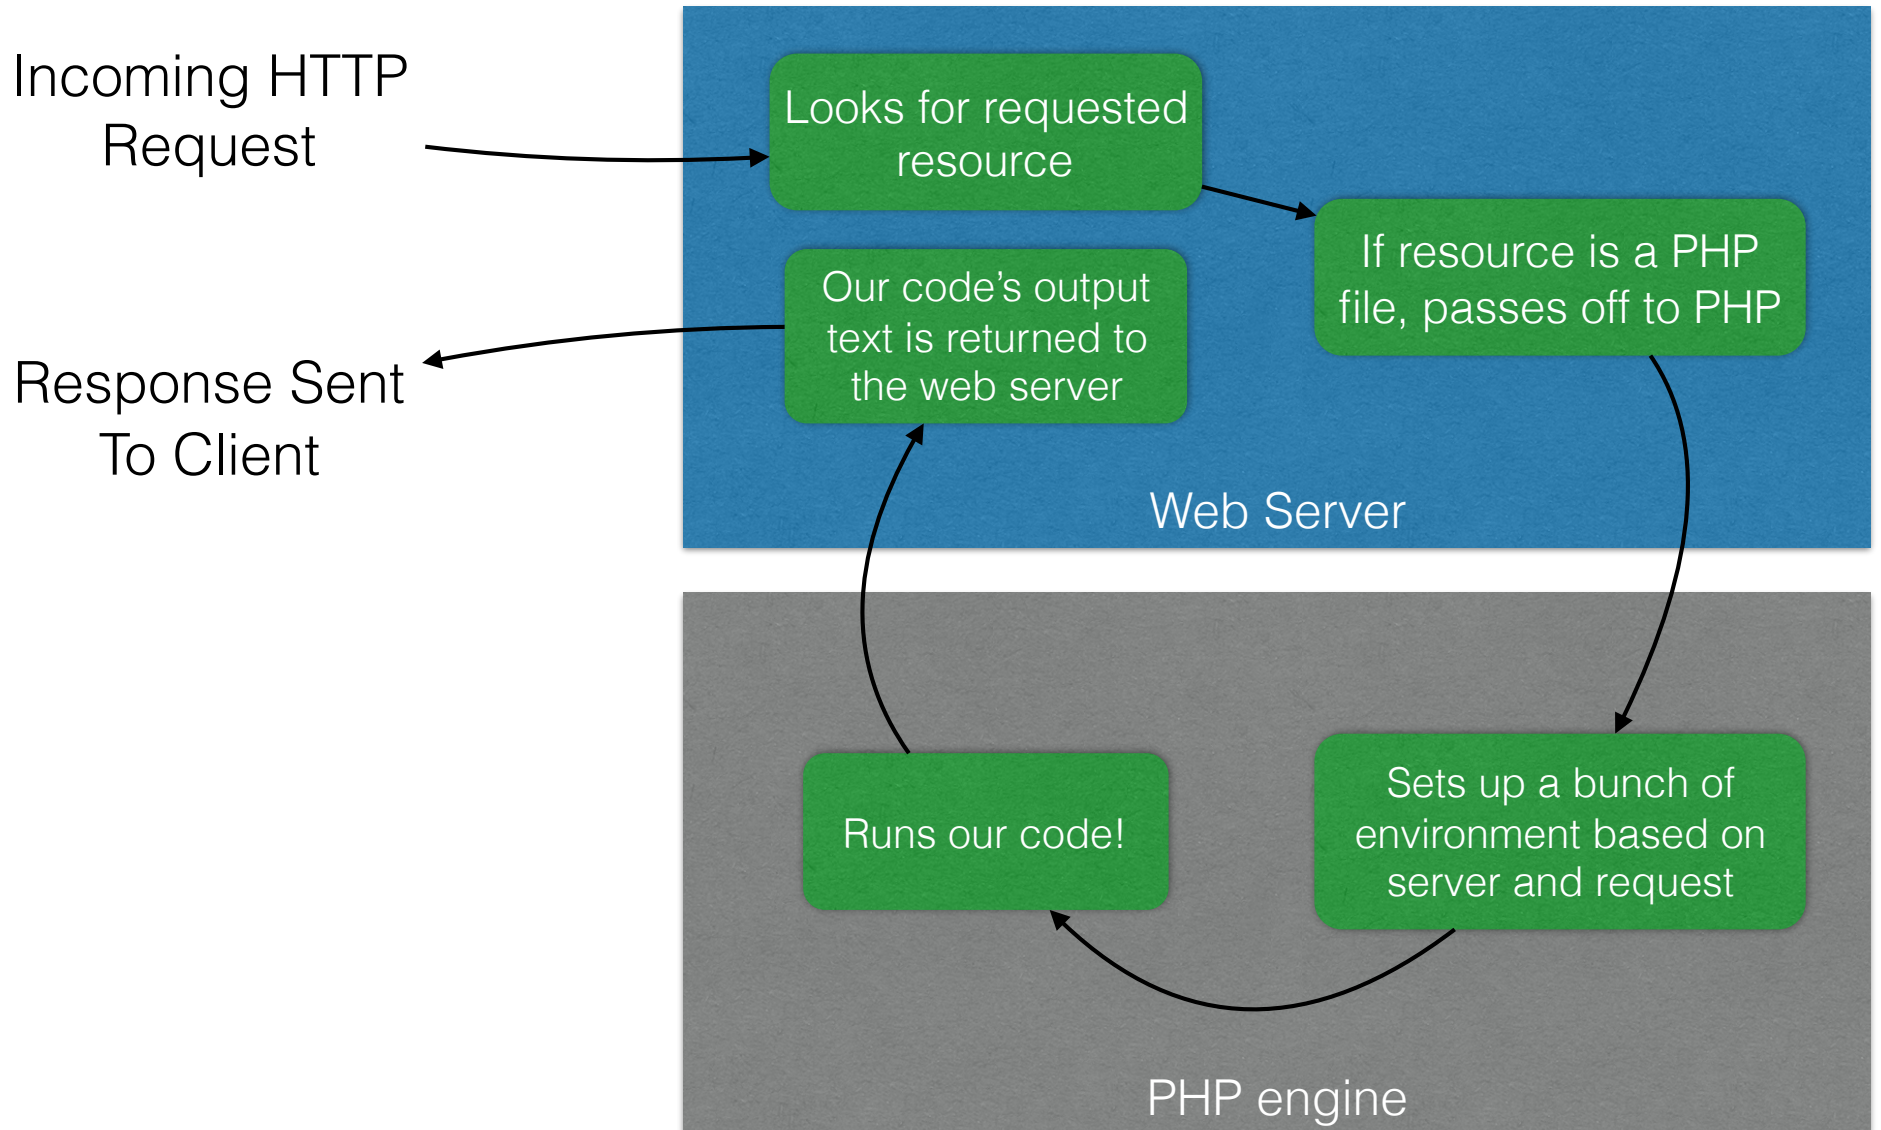 Incoming HTTP
Request
Looks for requested
resource
If resource is a PHP
file, passes off to PHP
Our code’s output
text is returned to
the web server
Response Sent
To Client
Web Server
Sets up a bunch of
environment based on
server and request
Runs our code!
PHP engine